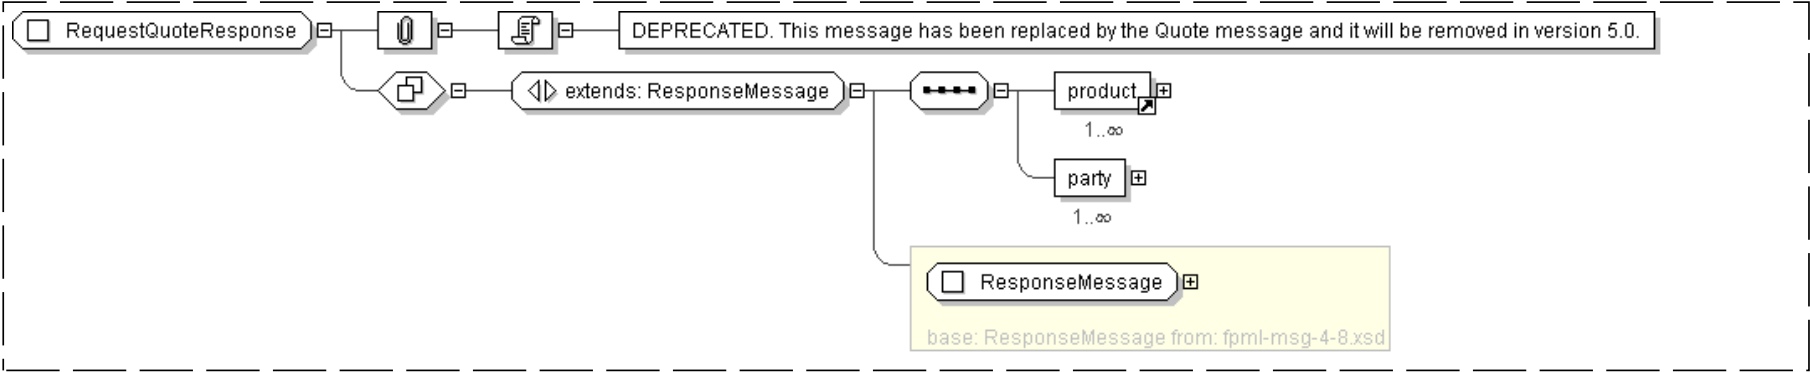 RequestQuoteResponse
DEPRECATED. This message has been replaced by the Quote message and it will be removed in version 5.0.
extends: ResponseMessage
product
1..∞
party
1..∞
ResponseMessage
base: ResponseMessage from: fpml-msg-4-8.xsd